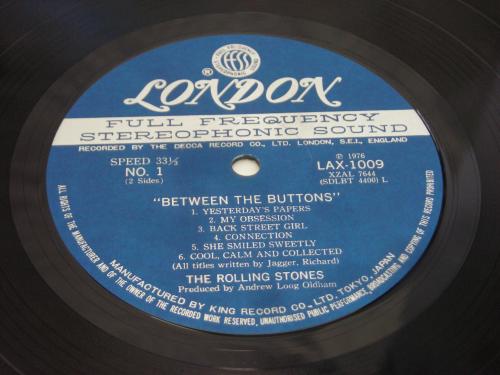 FULL FREQUENCY
STEREOPHONIC
ffss
®
LONDON
FULL FREQUENCY
STEREOPHONIC SOUND
RECORDED BY THE DECCA RECORD CO., LTD. LONDON, S.E.I., ENGLAND
SPEED 33⅓
NO. 1
(2 Sides)
Ⓟ 1976
LAX-1009
XZAL 7644
(SDLBT 4400) L
"BETWEEN THE BUTTONS"
1. YESTERDAY'S PAPERS
2. MY OBSESSION
3. BACK STREET GIRL
4. CONNECTION
5. SHE SMILED SWEETLY
6. COOL, CALM AND COLLECTED
(All titles written by Jagger, Richard)
THE ROLLING STONES
Produced by Andrew Loog Oldham
MANUFACTURED BY KING RECORD CO., LTD. TOKYO, JAPAN
ALL RIGHTS OF THE MANUFACTURER AND OF THE OWNER OF THE RECORDED WORK RESERVED, UNAUTHORISED PUBLIC PERFORMANCE, BROADCASTING AND COPYING OF THIS RECORD PROHIBITED